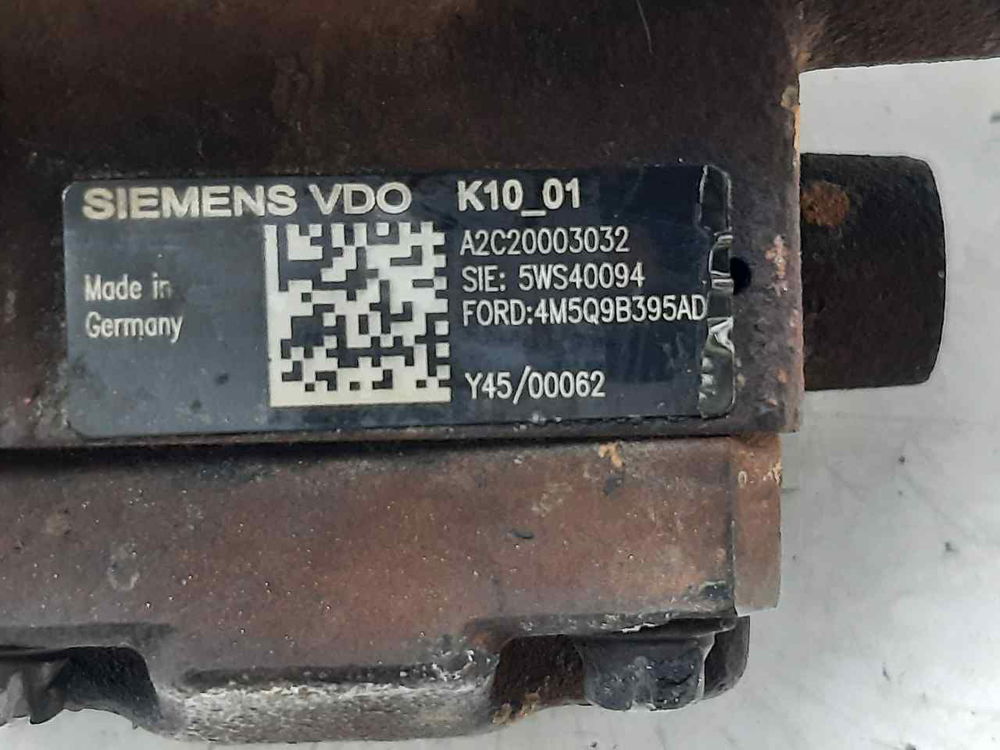 SIEMENS VDO K10_01
A2C20003032
Made in
SIE: 5WS40094
Germany
FORD:4M5Q9B395AD
Y45/00062